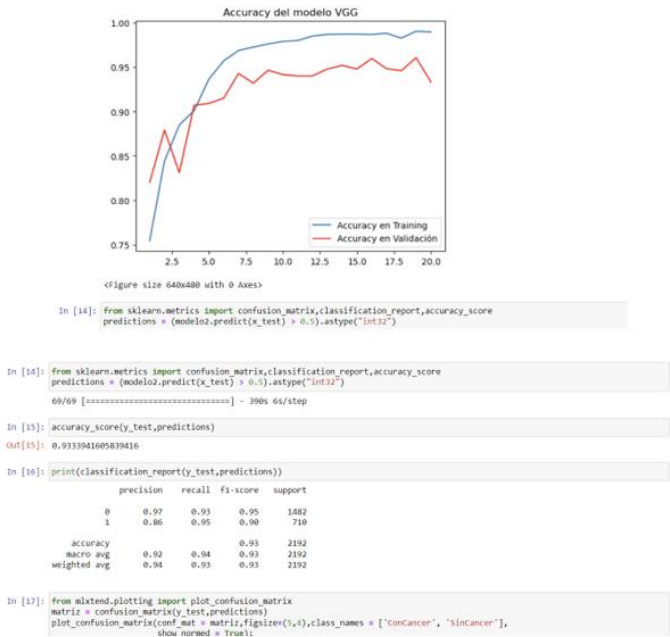 Accuracy del modelo VGG
1.00
0.95
0.90
0.85
0.80
0.75
Accuracy en Training
Accuracy en Validación
2.5 5.0 7.5 10.0 12.5 15.0 17.5 20.0
<Figure size 640x480 with 0 Axes>
In [14]: from sklearn.metrics import confusion_matrix,classification_report,accuracy_score
predictions = (modelo2.predict(x_test) > 0.5).astype("int32")
In [14]: from sklearn.metrics import confusion_matrix,classification_report,accuracy_score
predictions = (modelo2.predict(x_test) > 0.5).astype("int32")
69/69 [==============================] - 390s 6s/step
In [15]: accuracy_score(y_test,predictions)
Out[15]: 0.9333941605839416
In [16]: print(classification_report(y_test,predictions))
precision recall f1-score support
0 0.97 0.93 0.95 1482
1 0.86 0.95 0.90 710
accuracy 0.93 2192
macro avg 0.92 0.94 0.93 2192
weighted avg 0.94 0.93 0.93 2192
In [17]: from mlxtend.plotting import plot_confusion_matrix
matriz = confusion_matrix(y_test,predictions)
plot_confusion_matrix(conf_mat = matriz,figsize=(5,4),class_names = ['ConCancer', 'SinCancer'],
show_normed = True);